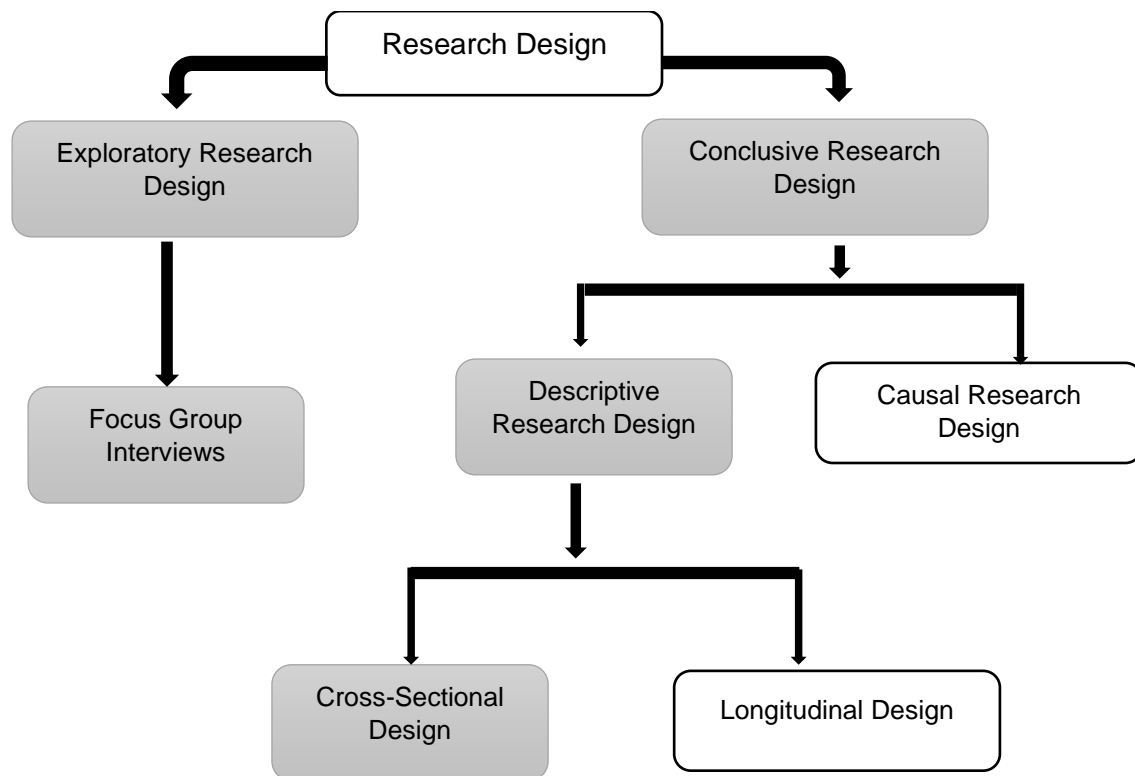 Research Design
Exploratory Research
Design
Conclusive Research
Design
Descriptive
Research Design
Causal Research
Design
Focus Group
Interviews
Cross-Sectional
Design
Longitudinal Design